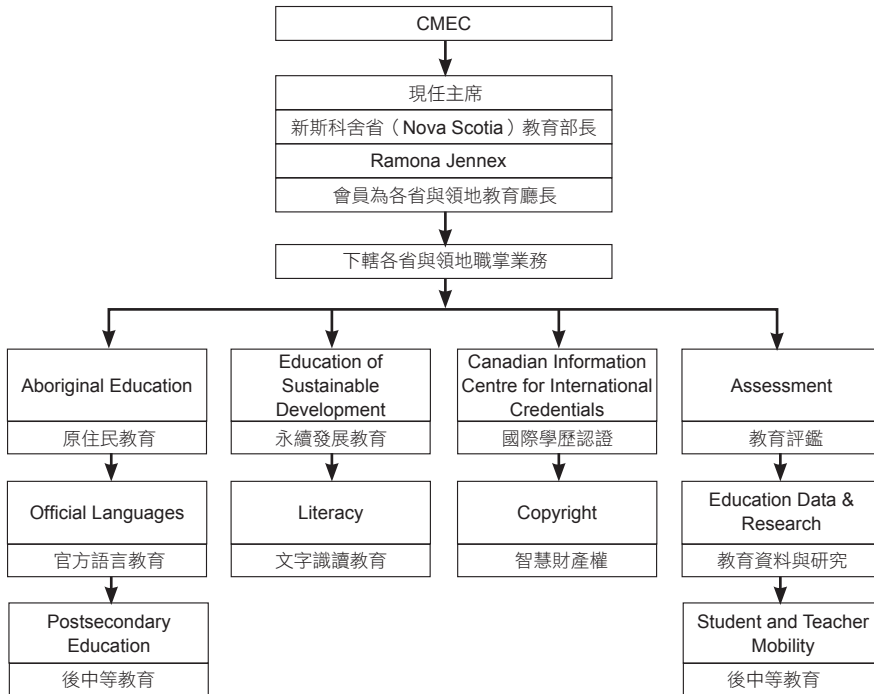 CMEC
現任主席
新斯科舍省（Nova Scotia）教育部長
Ramona Jennex
會員為各省與領地教育廳長
下轄各省與領地職掌業務
Aboriginal Education
原住民教育
Education of
Sustainable
Development
永續發展教育
Canadian Information
Centre for International
Credentials
國際學歷認證
Assessment
教育評鑑
Official Languages
官方語言教育
Literacy
文字識讀教育
Copyright
智慧財產權
Education Data &
Research
教育資料與研究
Postsecondary
Education
後中等教育
Student and Teacher
Mobility
後中等教育